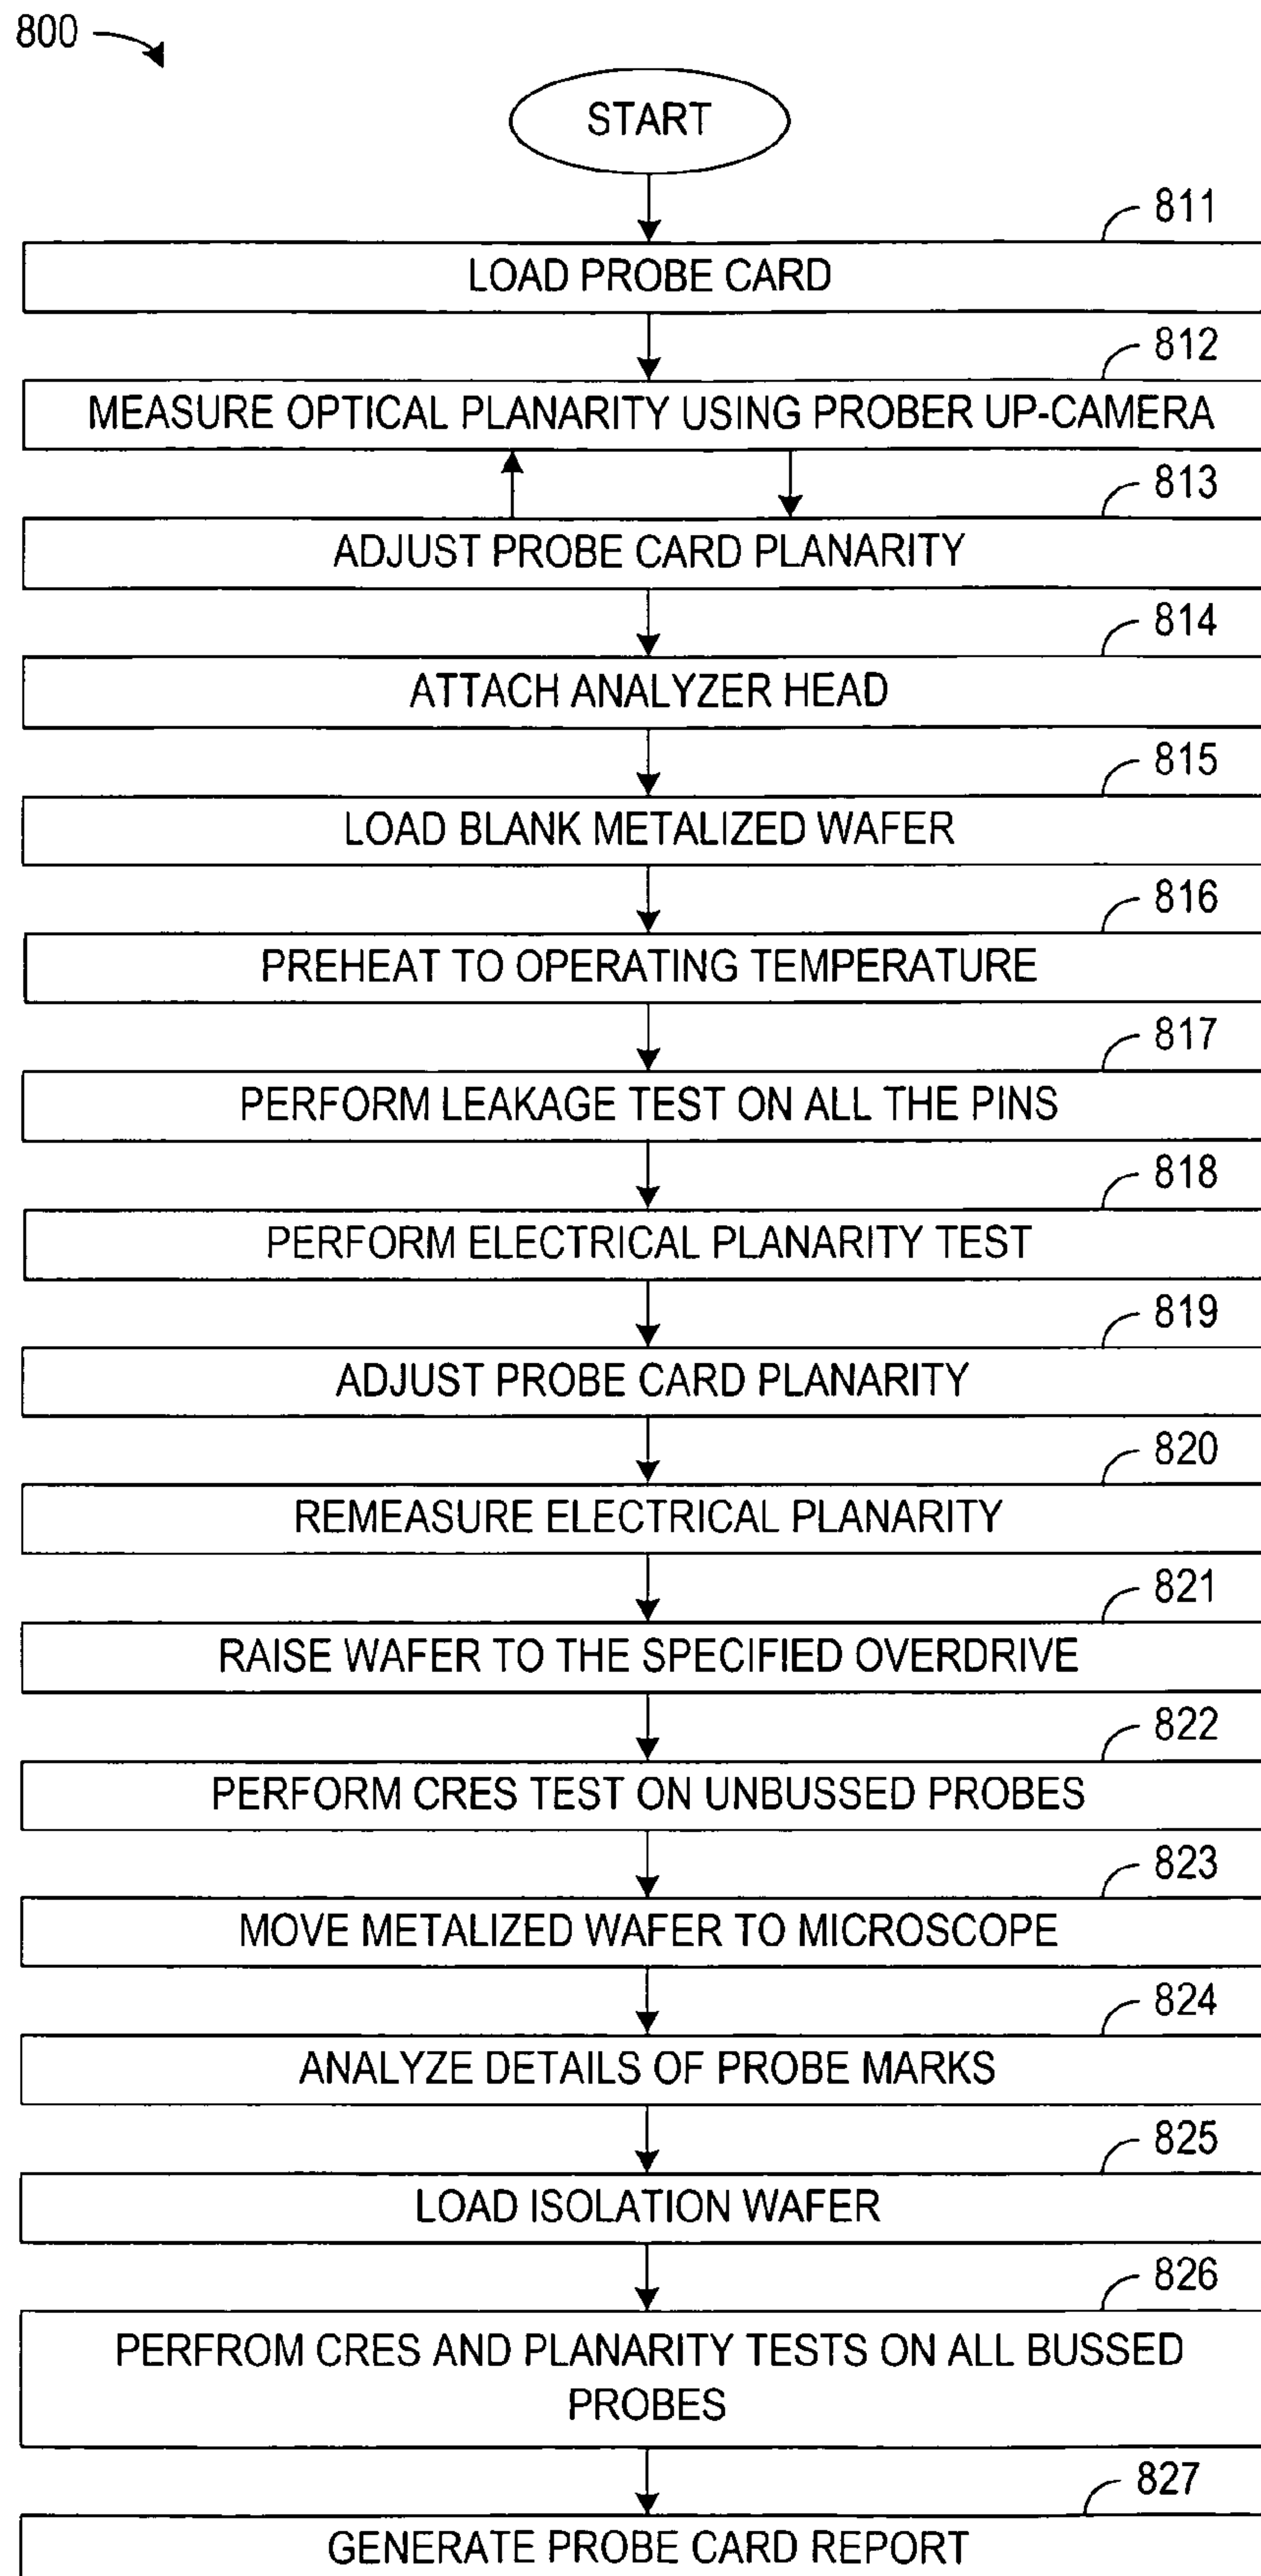 800
START
811
LOAD PROBE CARD
812
MEASURE OPTICAL PLANARITY USING PROBER UP-CAMERA
813
ADJUST PROBE CARD PLANARITY
814
ATTACH ANALYZER HEAD
815
LOAD BLANK METALIZED WAFER
816
PREHEAT TO OPERATING TEMPERATURE
817
PERFORM LEAKAGE TEST ON ALL THE PINS
818
PERFORM ELECTRICAL PLANARITY TEST
819
ADJUST PROBE CARD PLANARITY
820
REMEASURE ELECTRICAL PLANARITY
821
RAISE WAFER TO THE SPECIFIED OVERDRIVE
822
PERFORM CRES TEST ON UNBUSSED PROBES
823
MOVE METALIZED WAFER TO MICROSCOPE
824
ANALYZE DETAILS OF PROBE MARKS
825
LOAD ISOLATION WAFER
826
PERFROM CRES AND PLANARITY TESTS ON ALL BUSSED
PROBES
827
GENERATE PROBE CARD REPORT